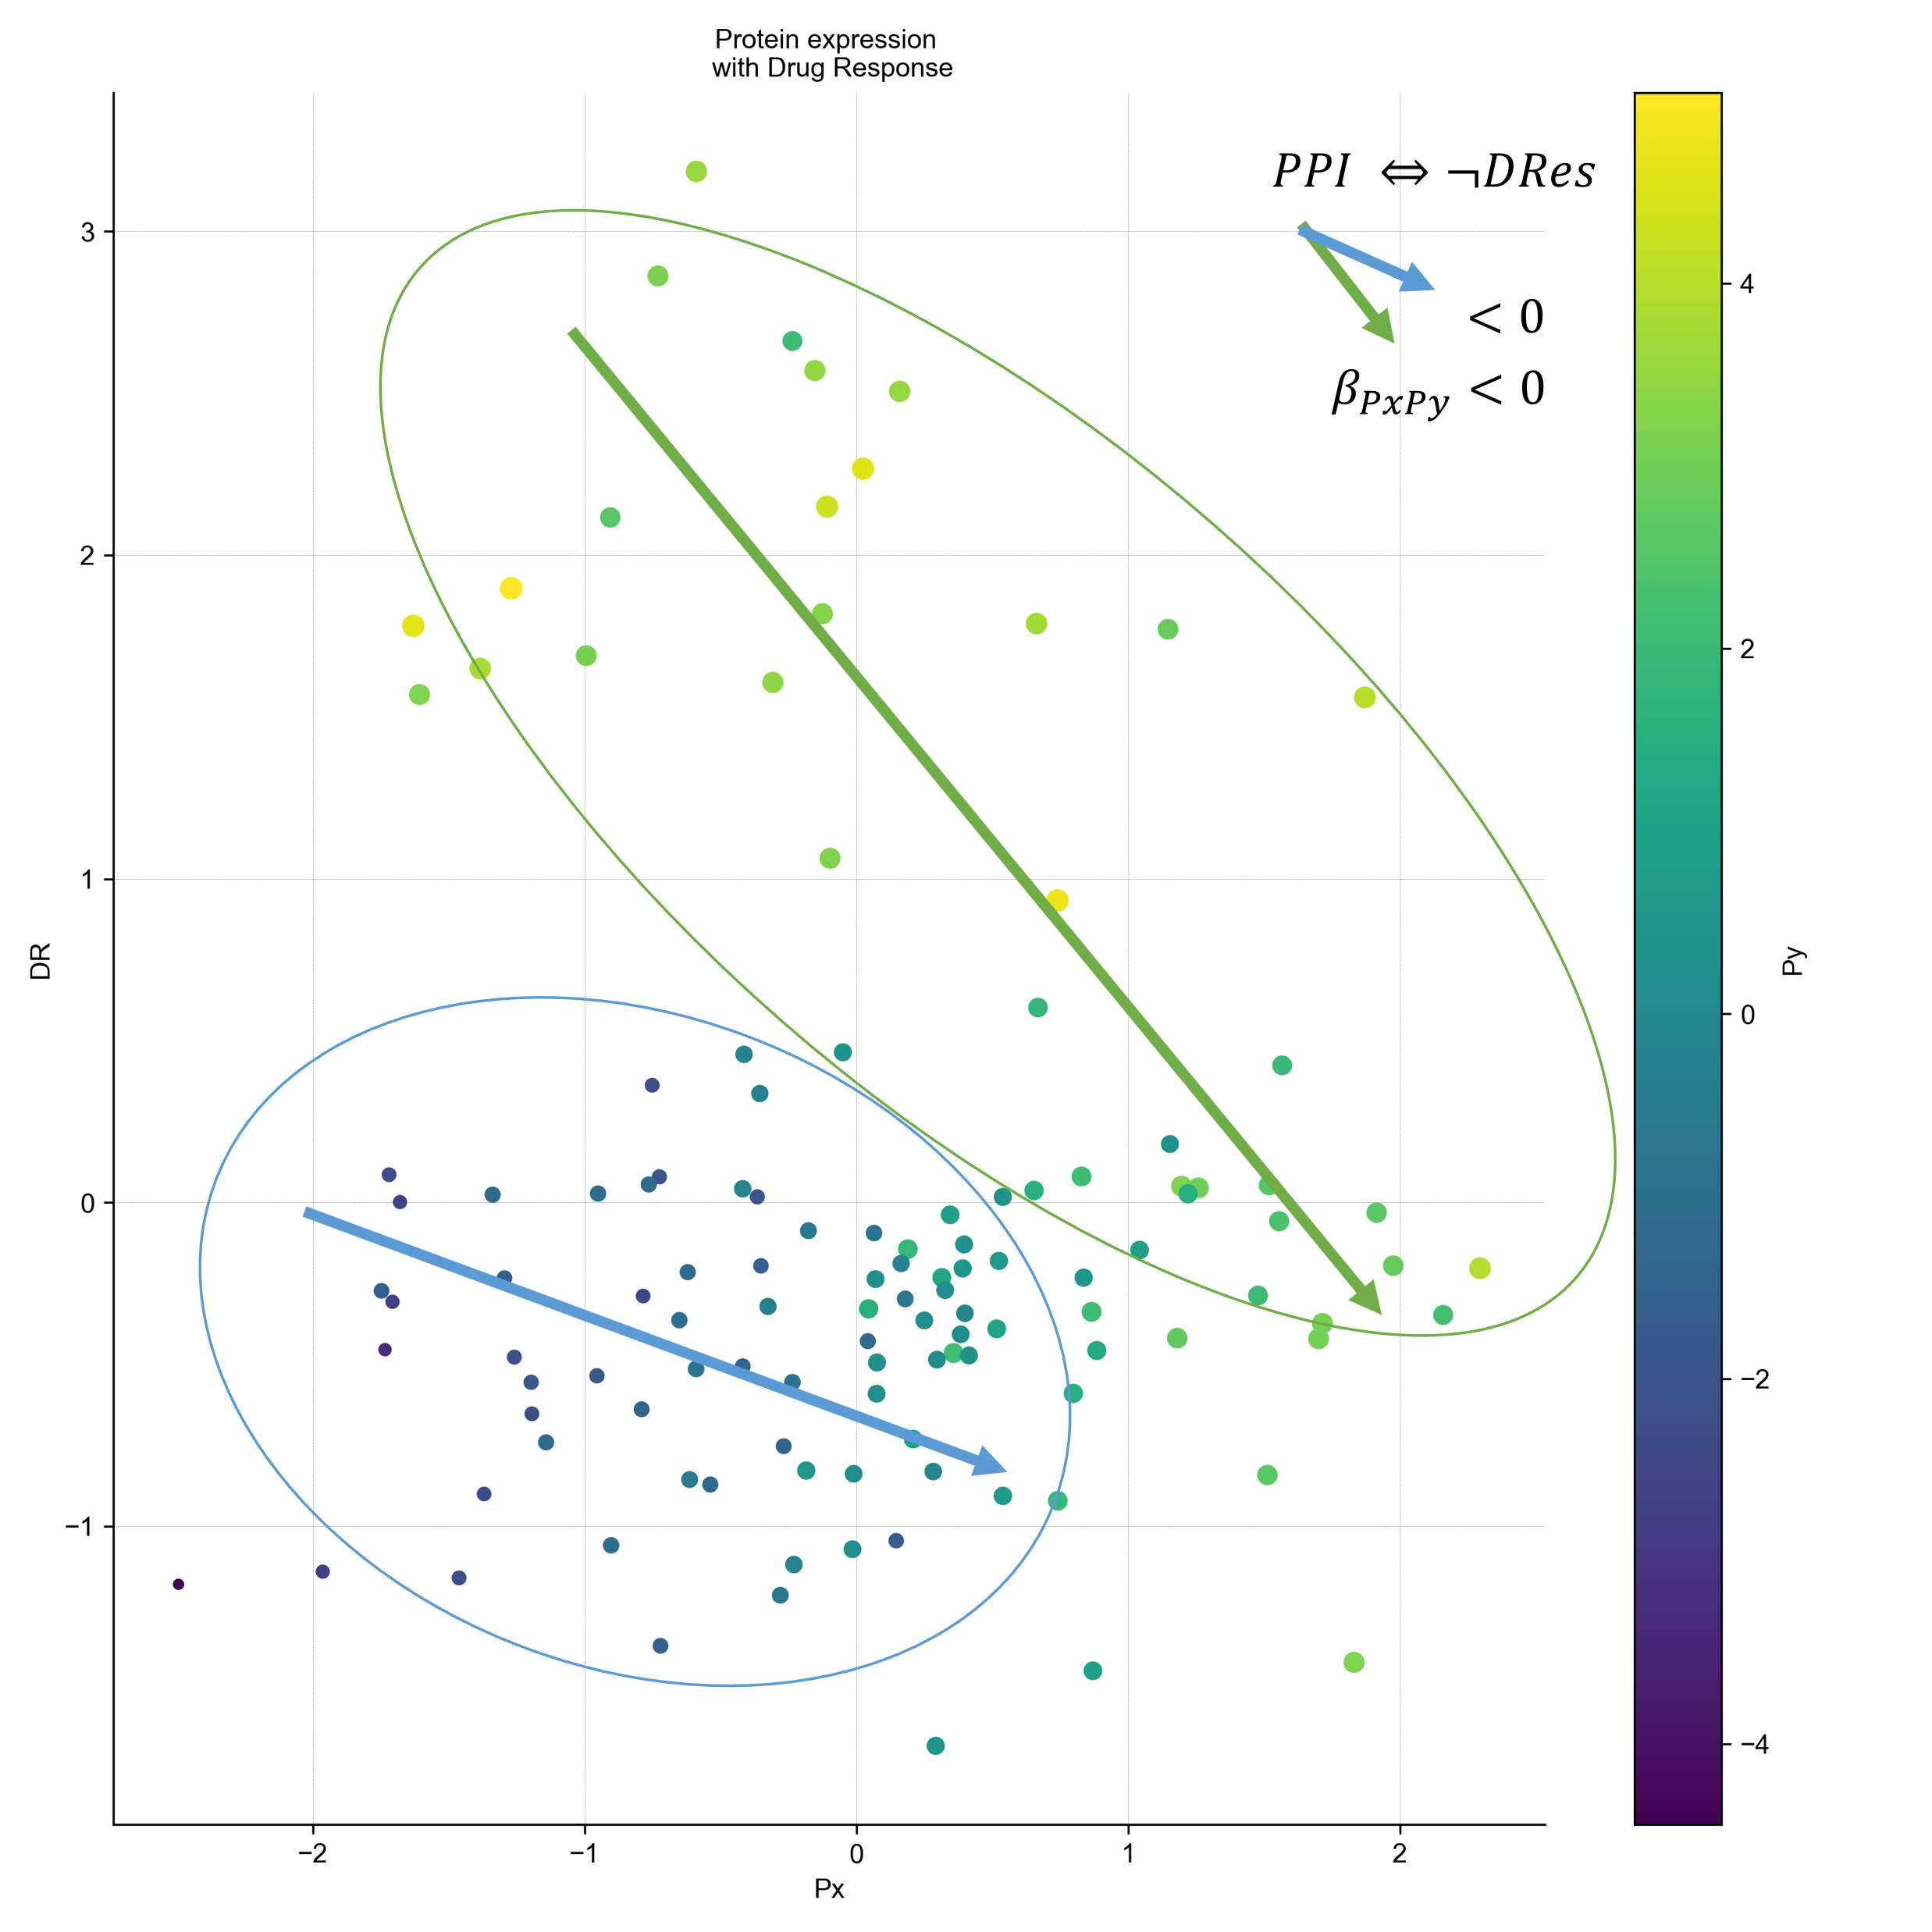 Protein expression
with Drug Response
PPI ⇔ ¬DRes
< 0
β_PxPy < 0
3
2
1
0
−1
DR
−2
−1
0
1
2
Px
4
2
0
−2
−4
Py